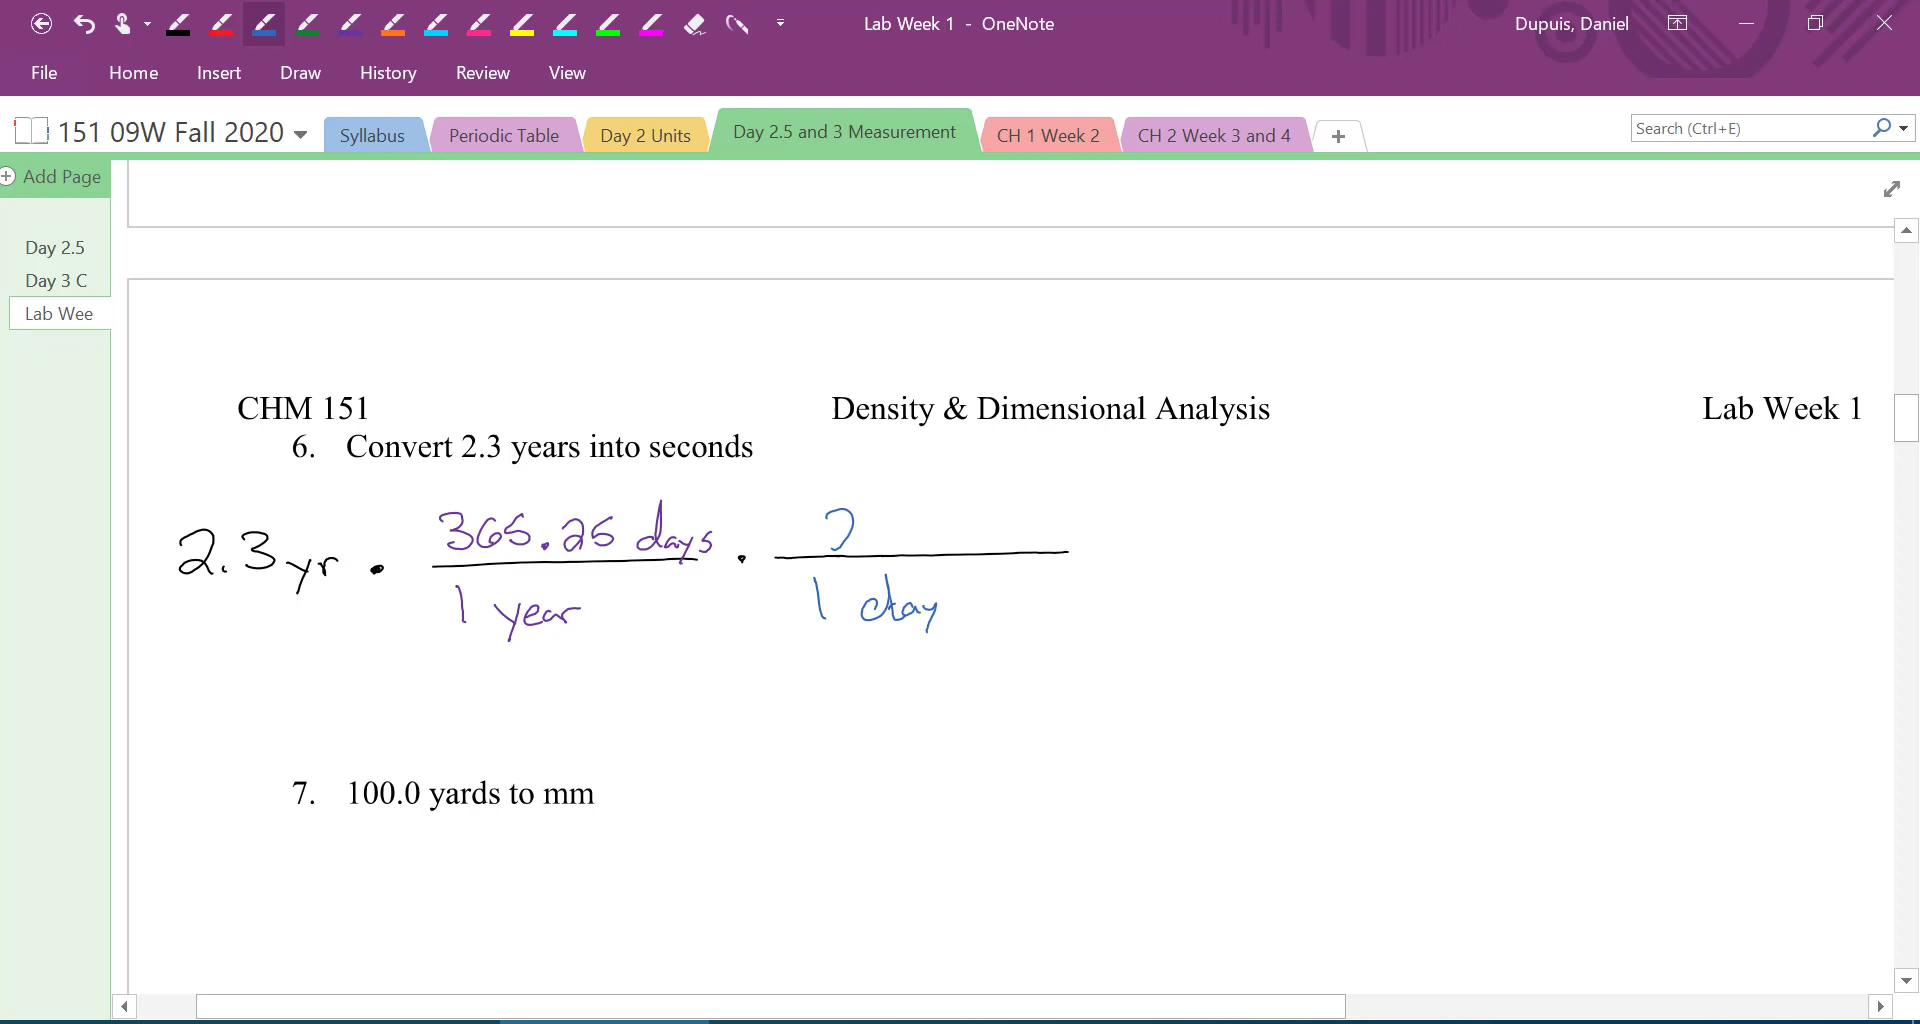 Lab Week 1 - OneNote
Dupuis, Daniel
File Home Insert Draw History Review View
151 09W Fall 2020
Syllabus
Periodic Table
Day 2 Units
Day 2.5 and 3 Measurement
CH 1 Week 2
CH 2 Week 3 and 4
Search (Ctrl+E)
Add Page
Day 2.5
Day 3 C
Lab Wee
CHM 151 Density & Dimensional Analysis Lab Week 1
6. Convert 2.3 years into seconds
2.3 yr • 365.25 days / 1 year • 2 / 1 day
7. 100.0 yards to mm